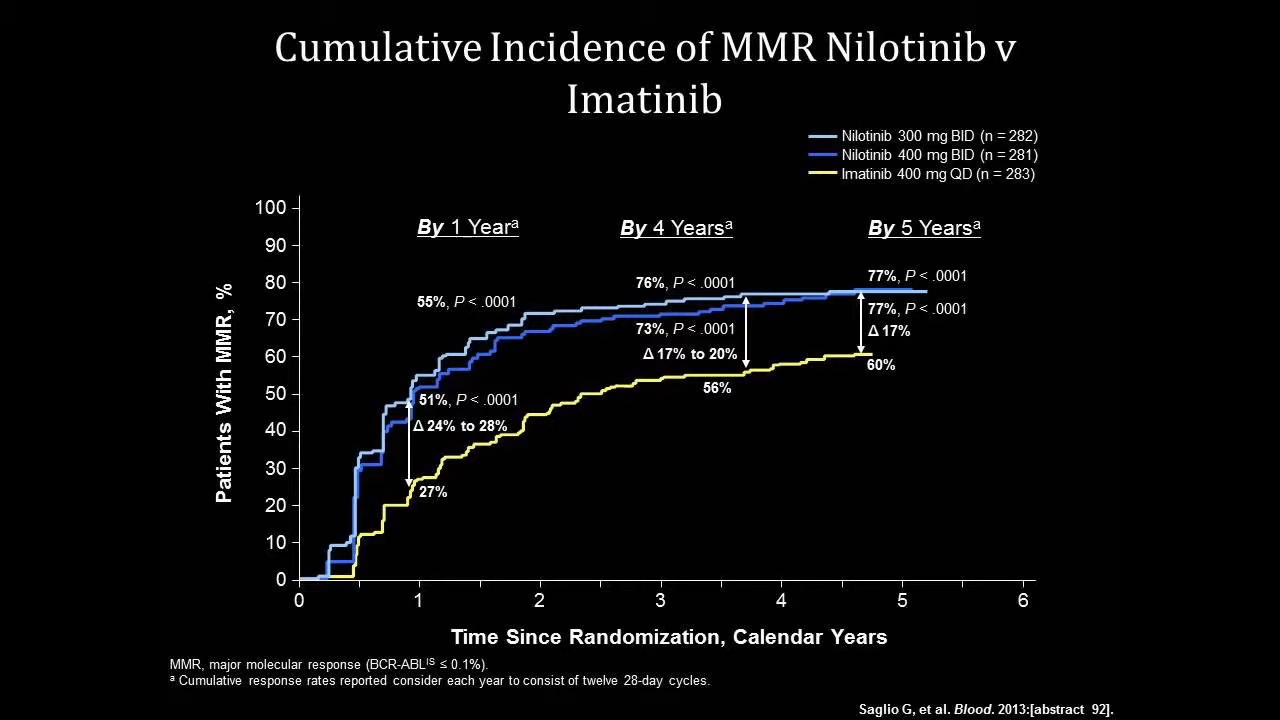 Cumulative Incidence of MMR Nilotinib v
Imatinib
Nilotinib 300 mg BID (n = 282)
Nilotinib 400 mg BID (n = 281)
Imatinib 400 mg QD (n = 283)
Patients With MMR, %
100
90
80
70
60
50
40
30
20
10
0
By 1 Yearᵃ
By 4 Yearsᵃ
By 5 Yearsᵃ
55%, P < .0001
51%, P < .0001
Δ 24% to 28%
27%
76%, P < .0001
73%, P < .0001
Δ 17% to 20%
56%
77%, P < .0001
77%, P < .0001
Δ 17%
60%
0 1 2 3 4 5 6
Time Since Randomization, Calendar Years
MMR, major molecular response (BCR-ABLᴵˢ ≤ 0.1%).
ᵃ Cumulative response rates reported consider each year to consist of twelve 28-day cycles.
Saglio G, et al. Blood. 2013:[abstract 92].